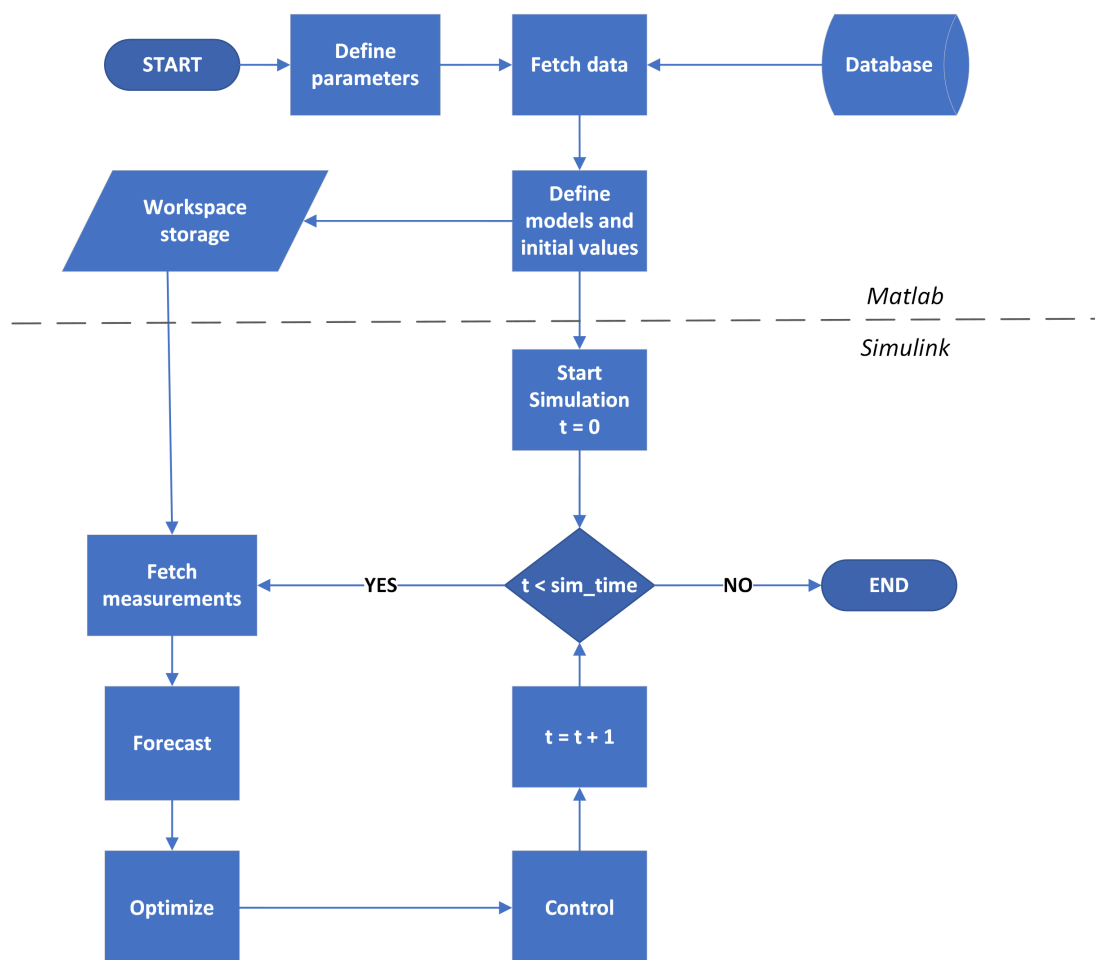 START
Define
parameters
Fetch data
Database
Workspace
storage
Define
models and
initial values
Matlab
Simulink
Start
Simulation
t = 0
Fetch
measurements
YES
t < sim_time
NO
END
Forecast
t = t + 1
Optimize
Control